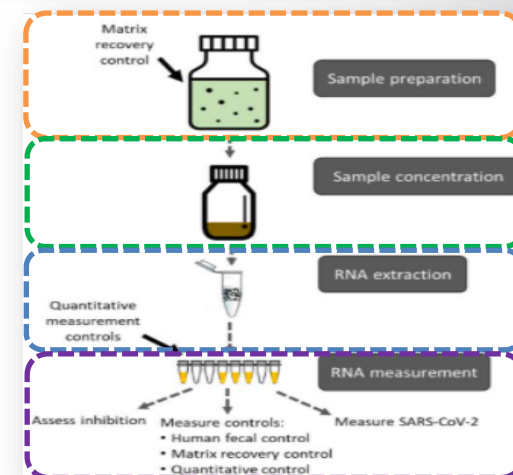 Matrix
recovery
control
Sample preparation
Sample concentration
RNA extraction
Quantitative
measurement
controls
RNA measurement
Assess inhibition
Measure controls:
• Human fecal control
• Matrix recovery control
• Quantitative control
Measure SARS-CoV-2